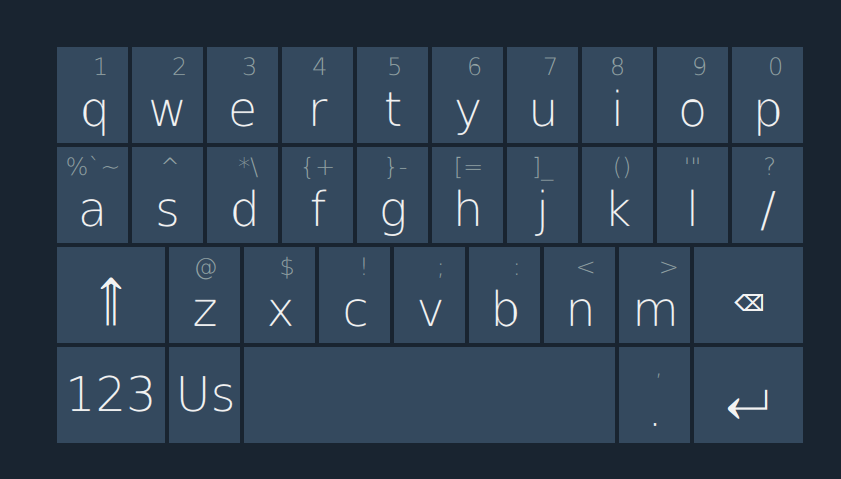 1 2 3 4 5 6 7 8 9 0
q w e r t y u i o p
%`~ ^ *\ {+ }- [= ]_ () '" ?
a s d f g h j k l /
@ $ ! ; : < >
⇑ z x c v b n m ⌫
,
123 Us . ↵